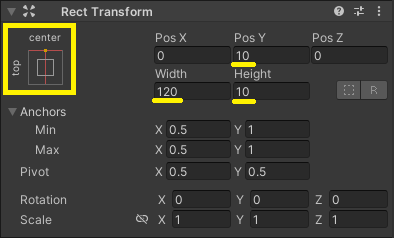 Rect Transform
center
top
Pos X Pos Y Pos Z
0 10 0
Width Height
120 10
R
Anchors
Min X 0.5 Y 1
Max X 0.5 Y 1
Pivot X 0.5 Y 0.5
Rotation X 0 Y 0 Z 0
Scale X 1 Y 1 Z 1